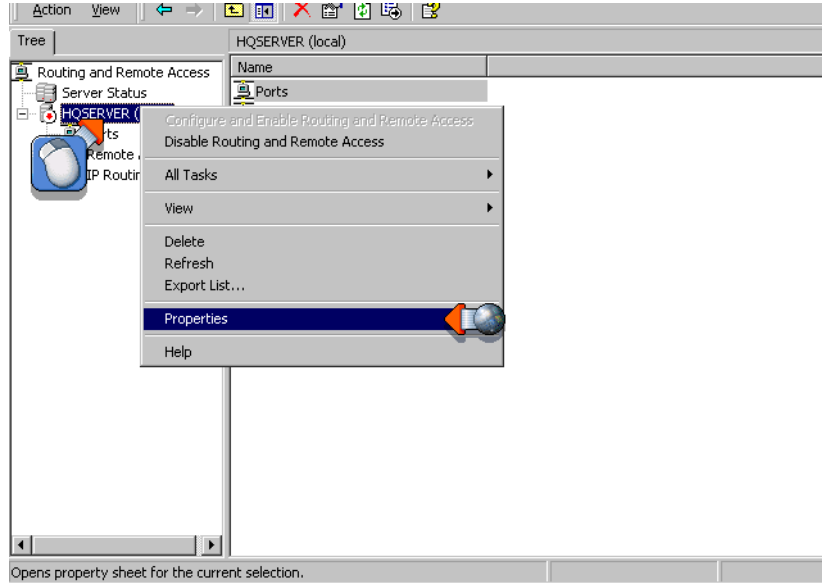 Action View
Tree
HQSERVER (local)
Routing and Remote Access
Name
Server Status
Ports
HQSERVER (
Configure and Enable Routing and Remote Access
Disable Routing and Remote Access
Remote
IP Routin
All Tasks
View
Delete
Refresh
Export List...
Properties
Help
Opens property sheet for the current selection.